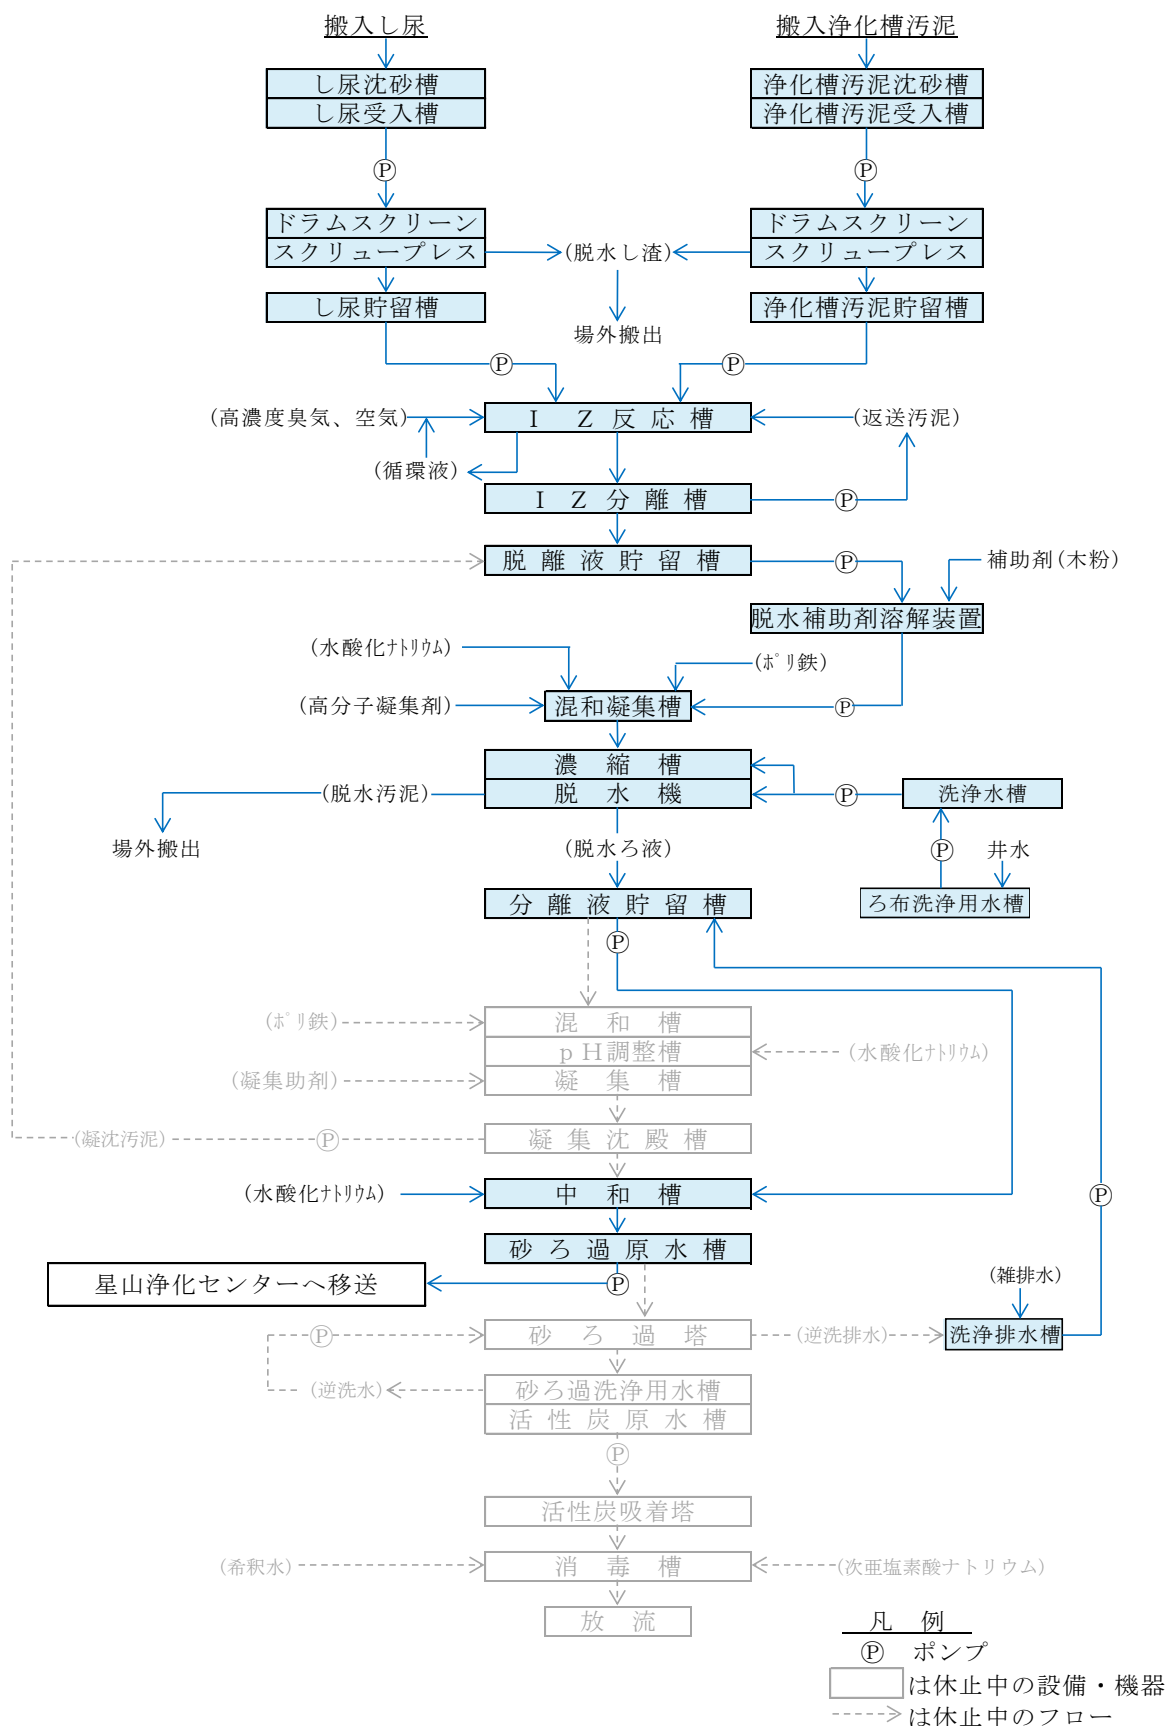 搬入し尿
搬入浄化槽汚泥
し尿沈砂槽
浄化槽汚泥沈砂槽
し尿受入槽
浄化槽汚泥受入槽
Ⓟ
Ⓟ
ドラムスクリーン
ドラムスクリーン
スクリュープレス
(脱水し渣)
スクリュープレス
し尿貯留槽
浄化槽汚泥貯留槽
場外搬出
Ⓟ
Ⓟ
(高濃度臭気、空気)
Ⅰ Ｚ反応槽
(返送汚泥)
(循環液)
Ⅰ Ｚ分離槽
Ⓟ
脱離液貯留槽
Ⓟ
補助剤(木粉)
脱水補助剤溶解装置
(水酸化ﾅﾄﾘｳﾑ)
(ﾎﾟﾘ鉄)
(高分子凝集剤)
混和凝集槽
Ⓟ
濃縮槽
(脱水汚泥)
脱水機
Ⓟ
洗浄水槽
場外搬出
(脱水ろ液)
Ⓟ
井水
分離液貯留槽
ろ布洗浄用水槽
Ⓟ
(ﾎﾟﾘ鉄)
混和槽
ｐＨ調整槽
(水酸化ﾅﾄﾘｳﾑ)
(凝集助剤)
凝集槽
(凝沈汚泥)
Ⓟ
凝集沈殿槽
(水酸化ﾅﾄﾘｳﾑ)
中和槽
Ⓟ
砂ろ過原水槽
星山浄化センターへ移送
Ⓟ
(雑排水)
Ⓟ
砂ろ過塔
(逆洗排水)
洗浄排水槽
(逆洗水)
砂ろ過洗浄用水槽
活性炭原水槽
Ⓟ
活性炭吸着塔
(希釈水)
消毒槽
(次亜塩素酸ナトリウム)
放流
凡例
Ⓟ ポンプ
は休止中の設備・機器
は休止中のフロー